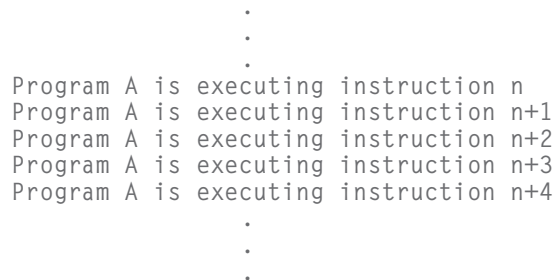 .
.
.
Program A is executing instruction n
Program A is executing instruction n+1
Program A is executing instruction n+2
Program A is executing instruction n+3
Program A is executing instruction n+4
.
.
.